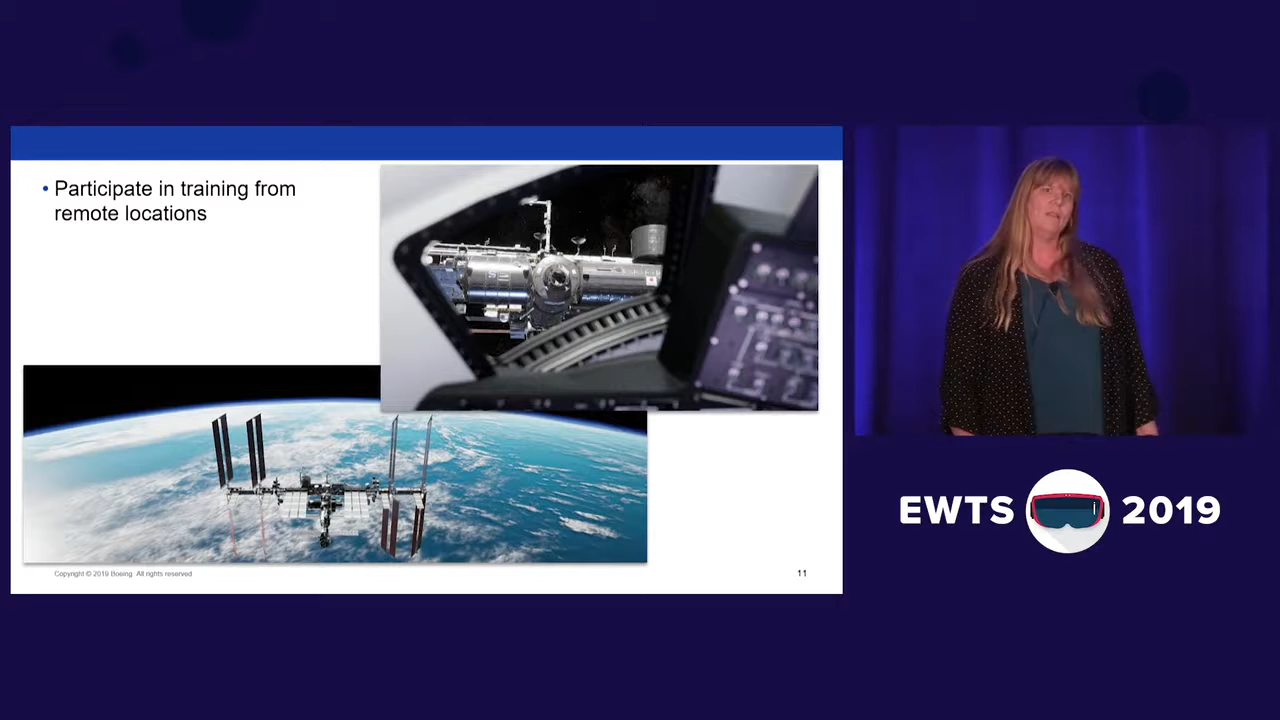 • Participate in training from
remote locations
Copyright © 2019 Boeing. All rights reserved
11
EWTS 2019